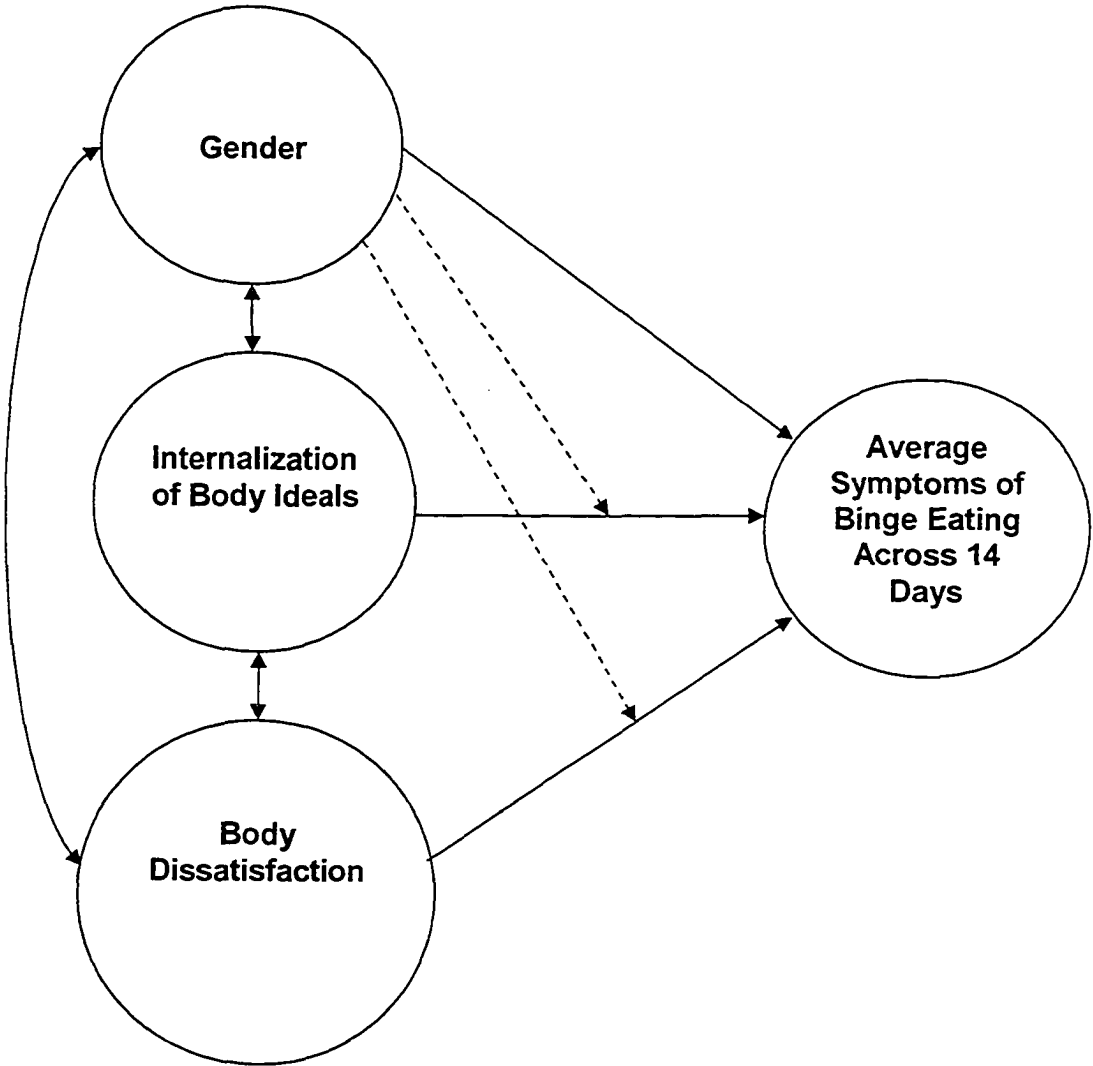 Gender
Internalization
of Body Ideals
Average
Symptoms of
Binge Eating
Across 14
Days
Body
Dissatisfaction